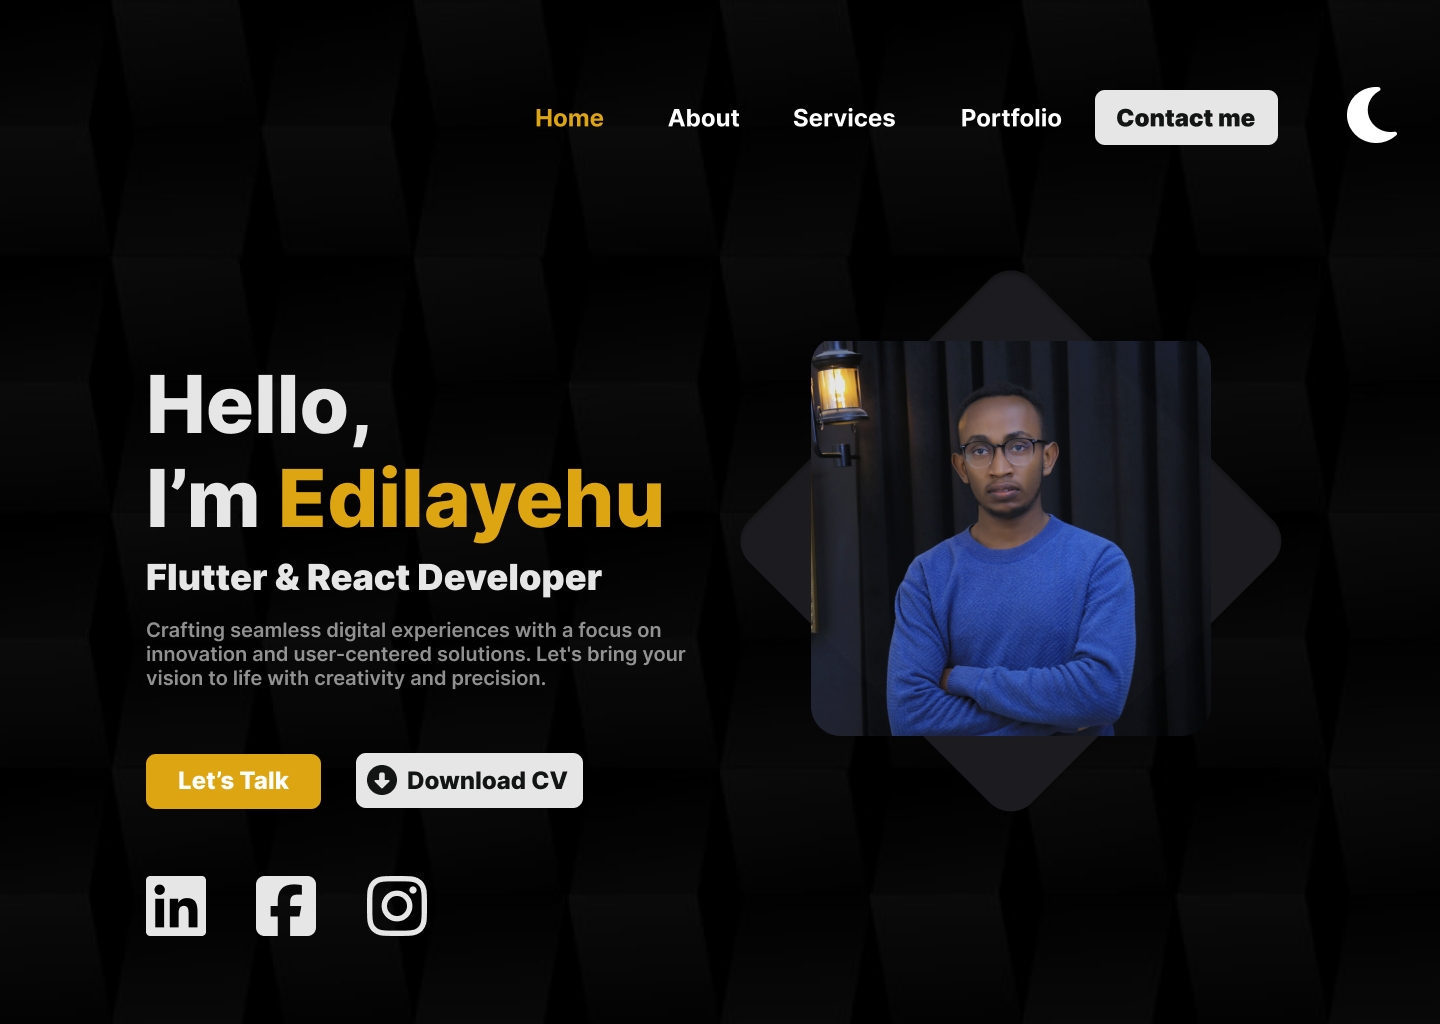 Home About Services Portfolio Contact me
Hello,
I’m Edilayehu
Flutter & React Developer
Crafting seamless digital experiences with a focus on
innovation and user-centered solutions. Let's bring your
vision to life with creativity and precision.
Let’s Talk Download CV
in f